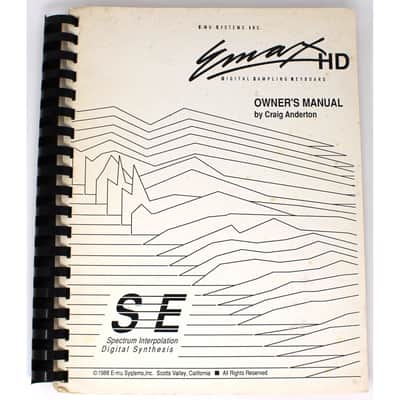 E-MU SYSTEMS INC.
Emax HD
DIGITAL SAMPLING KEYBOARD
OWNER'S MANUAL
by Craig Anderton
SE
Spectrum Interpolation
Digital Synthesis
©1988 E-mu Systems,Inc. Scotts Valley, California ■ All Rights Reserved